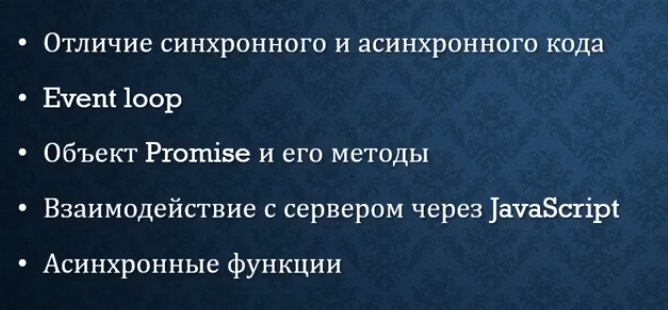 • Отличие синхронного и асинхронного кода
• Event loop
• Объект Promise и его методы
• Взаимодействие с сервером через JavaScript
• Асинхронные функции